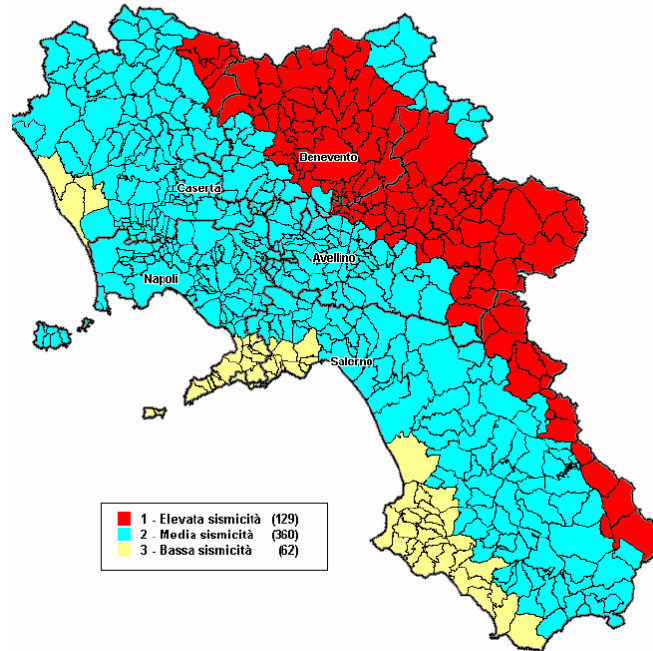 Benevento
Caserta
Avellino
Napoli
Salerno
1 - Elevata sismicità (129)
2 - Media sismicità (360)
3 - Bassa sismicità (62)